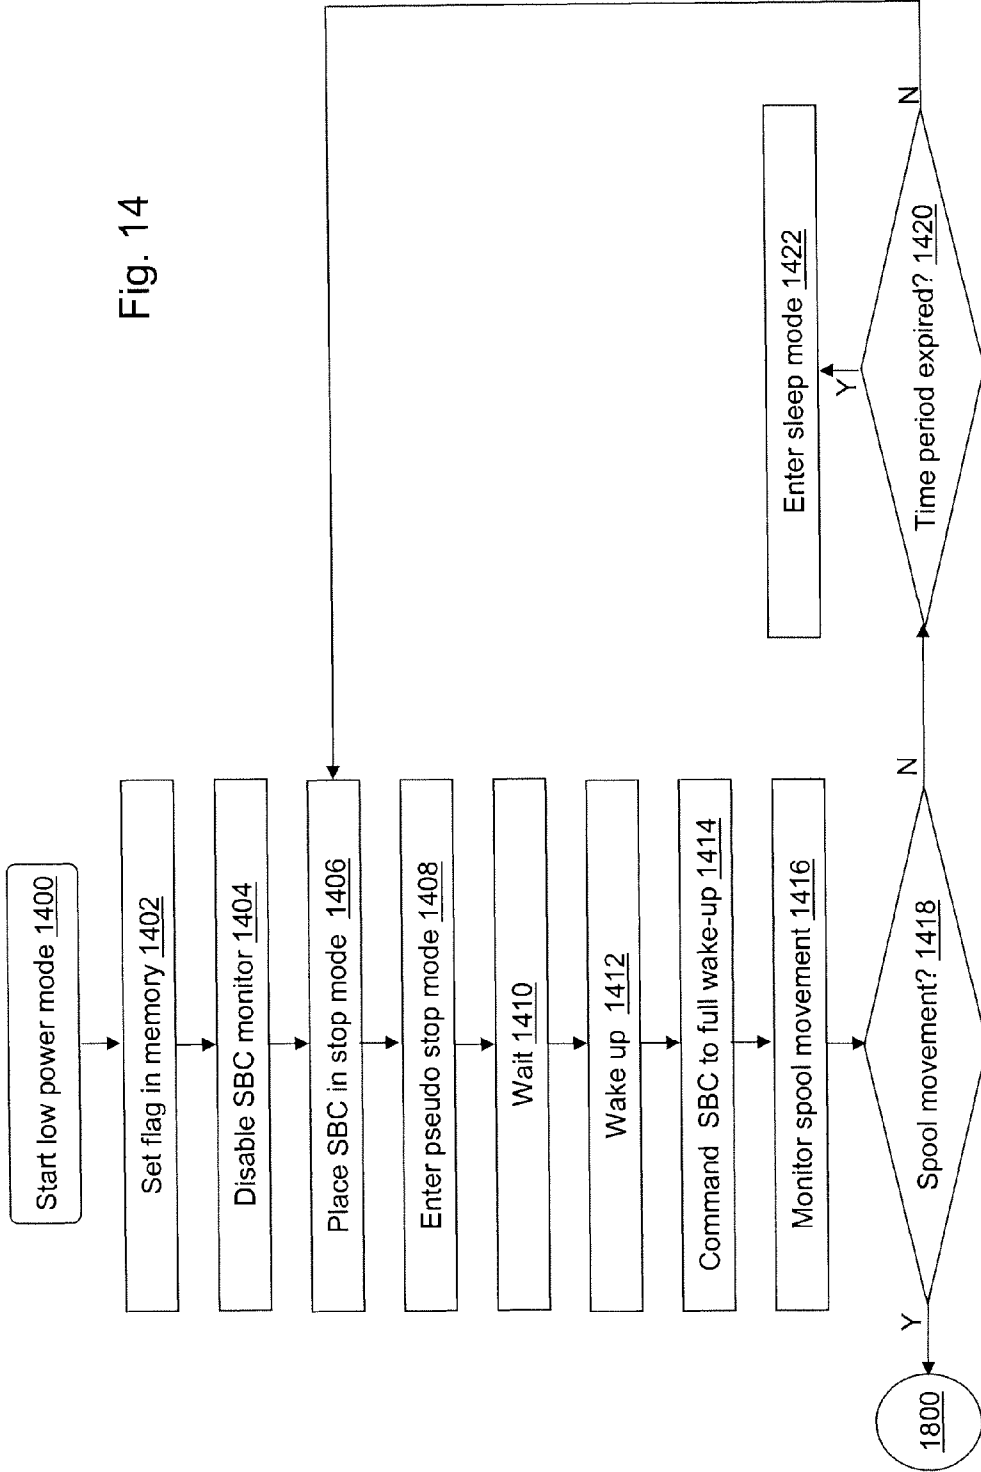 Fig. 14
Start low power mode 1400
Set flag in memory 1402
Disable SBC monitor 1404
Place SBC in stop mode 1406
Enter pseudo stop mode 1408
Wait 1410
Wake up 1412
Command SBC to full wake-up 1414
Monitor spool movement 1416
Spool movement? 1418
Y
N
1800
Time period expired? 1420
Y
N
Enter sleep mode 1422